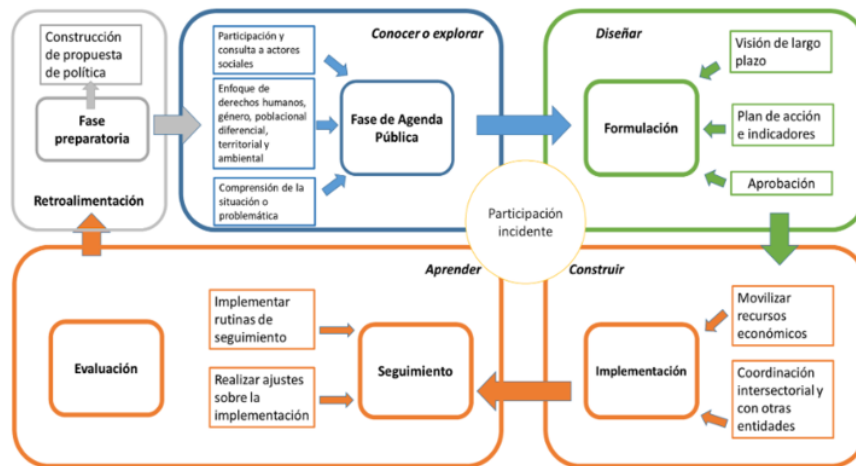 Construcción
de propuesta
de política
Fase
preparatoria
Retroalimentación
Conocer o explorar
Participación y
consulta a actores
sociales
Enfoque de
derechos humanos,
género, poblacional
diferencial,
territorial y
ambiental
Comprensión de la
situación o
problemática
Fase de Agenda
Pública
Diseñar
Formulación
Visión de largo
plazo
Plan de acción
e indicadores
Aprobación
Participación
incidente
Aprender
Evaluación
Implementar
rutinas de
seguimiento
Realizar ajustes
sobre la
implementación
Seguimiento
Construir
Implementación
Movilizar
recursos
económicos
Coordinación
intersectorial y
con otras
entidades